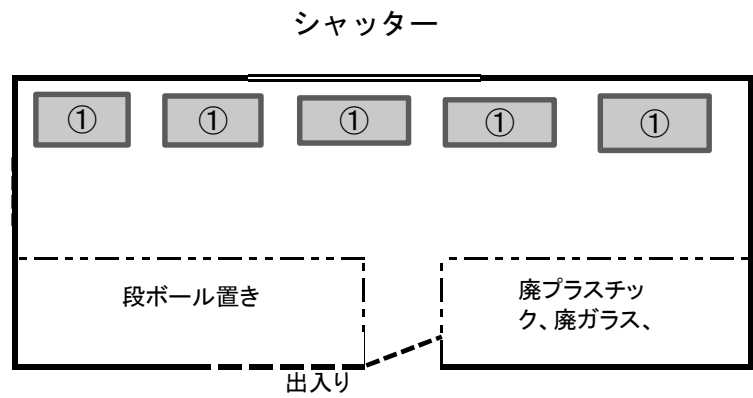 シャッター
① ① ① ① ①
段ボール置き
廃プラスチッ
ク、廃ガラス、
出入り